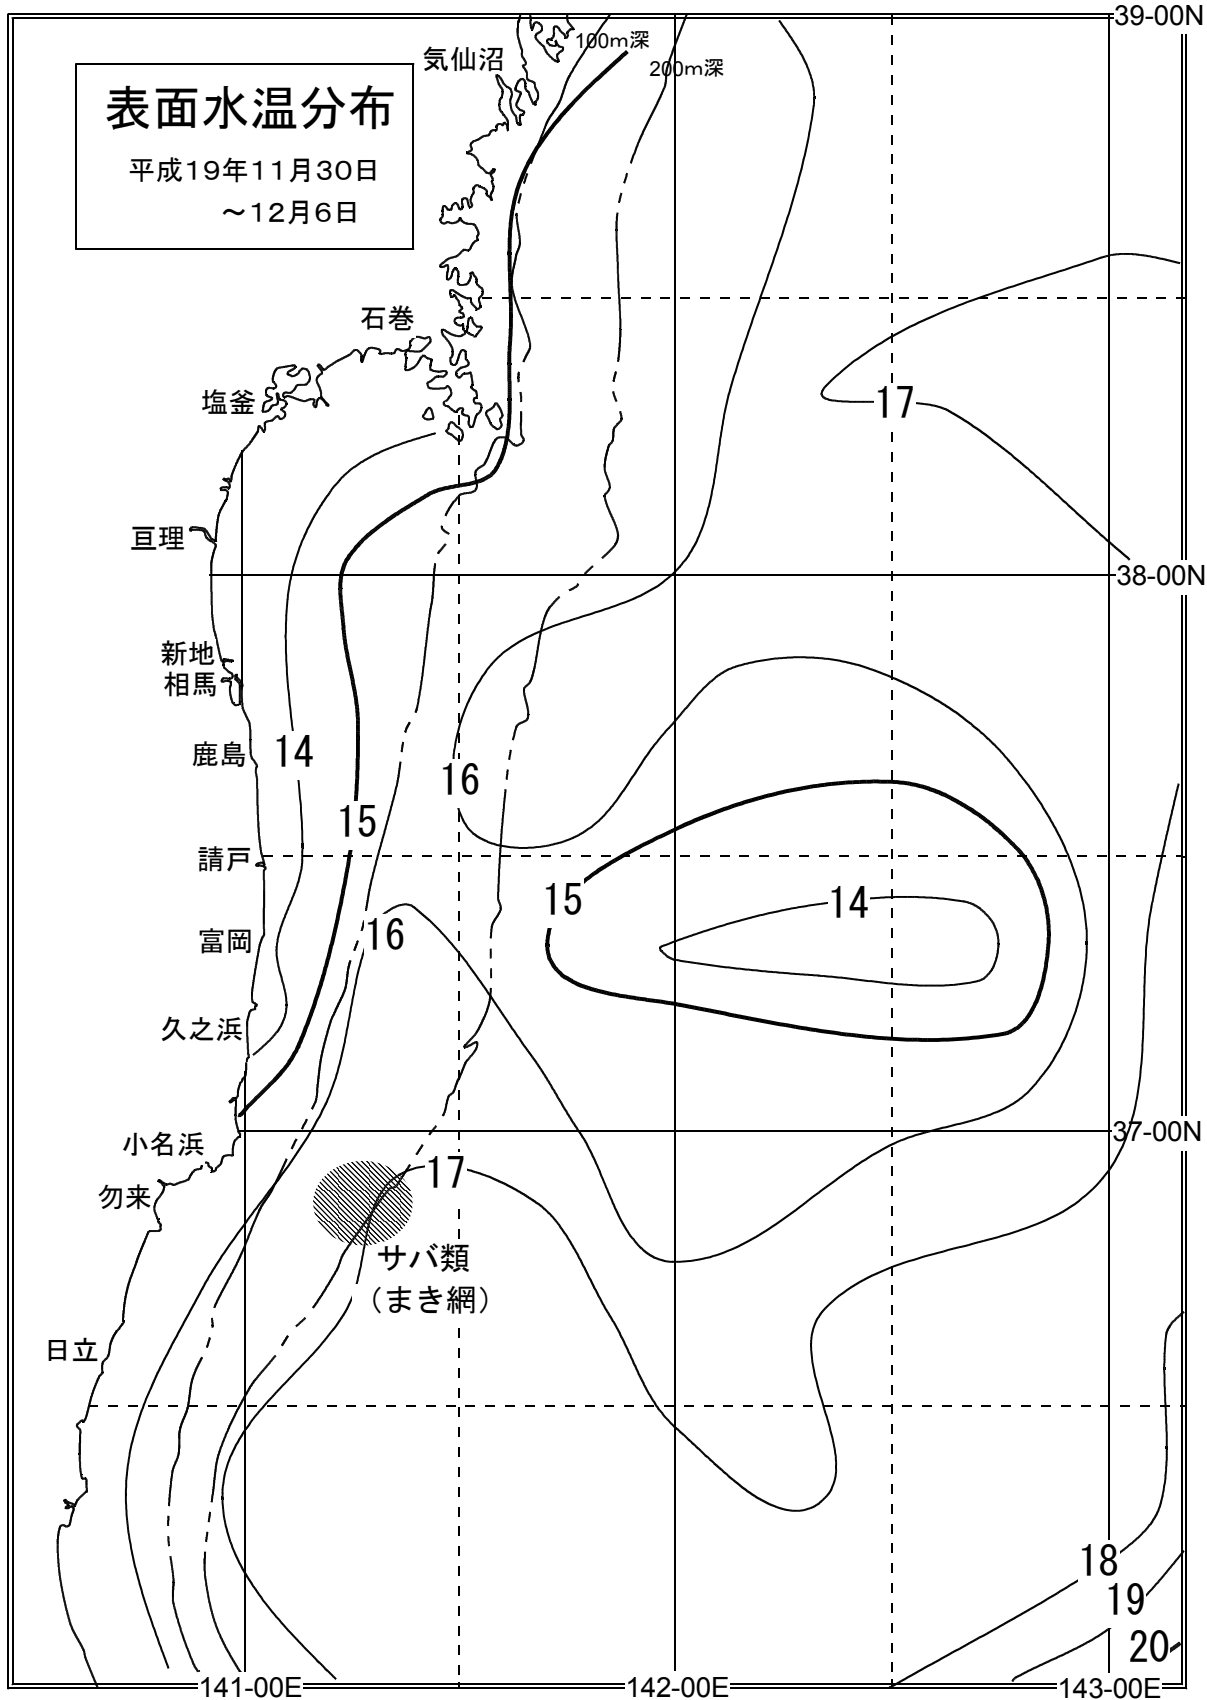 39-00N
100m深
気仙沼
200m深
表面水温分布
平成19年11月30日
～12月6日
石巻
塩釜
17
亘理
38-00N
新地
相馬
鹿島
14
16
15
請戸
15
14
富岡
16
久之浜
小名浜
37-00N
17
勿来
サバ類
（まき網）
日立
18
19
20
141-00E
142-00E
143-00E